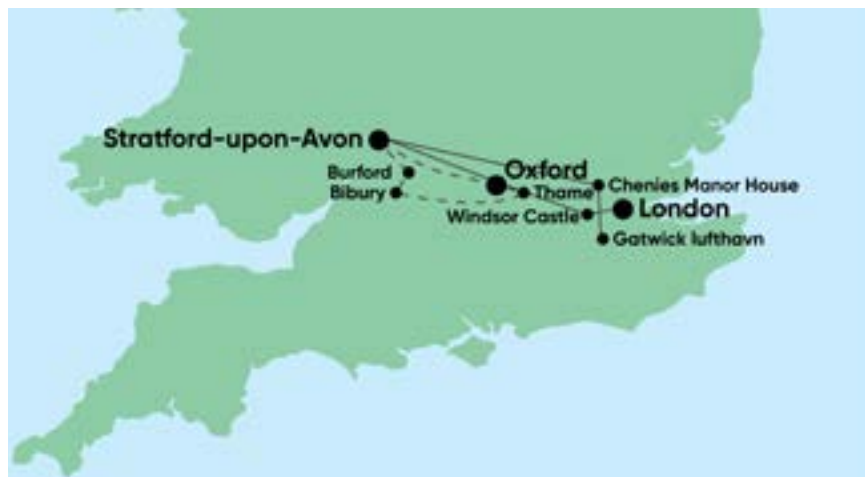 Stratford-upon-Avon
Burford
Oxford
Bibury
Thame
Chenies Manor House
Windsor Castle
London
Gatwick lufthavn